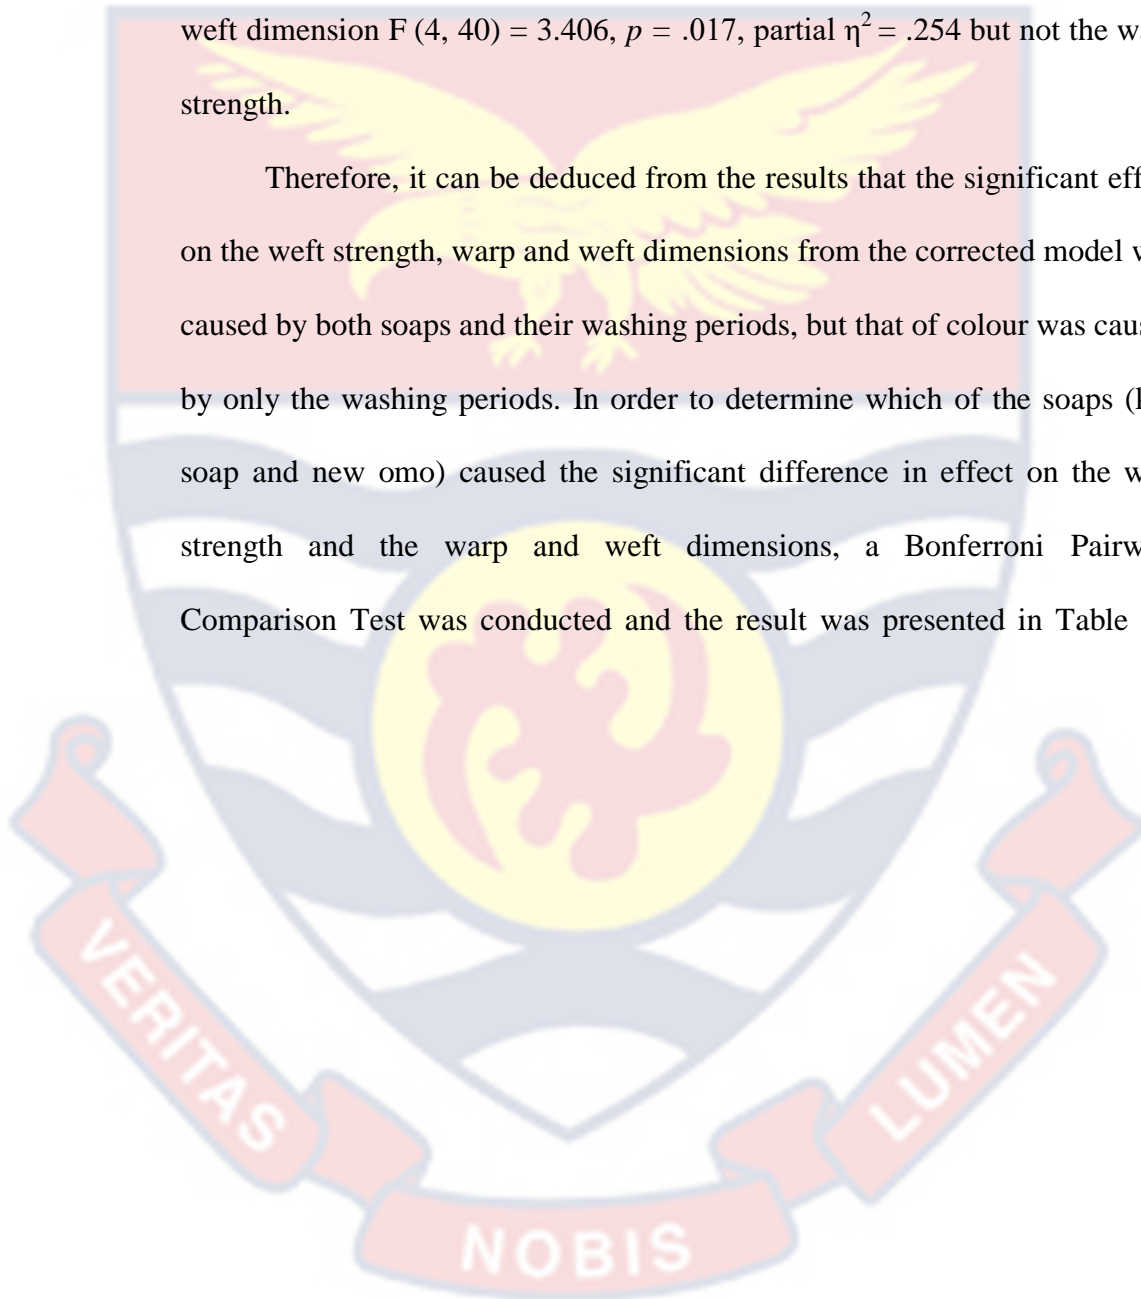 weft dimension F (4, 40) = 3.406, p = .017, partial η² = .254 but not the wa
strength.
Therefore, it can be deduced from the results that the significant eff
on the weft strength, warp and weft dimensions from the corrected model w
caused by both soaps and their washing periods, but that of colour was caus
by only the washing periods. In order to determine which of the soaps (
soap and new omo) caused the significant difference in effect on the w
strength and the warp and weft dimensions, a Bonferroni Pairw
Comparison Test was conducted and the result was presented in Table
VERITAS
NOBIS
LUMEN